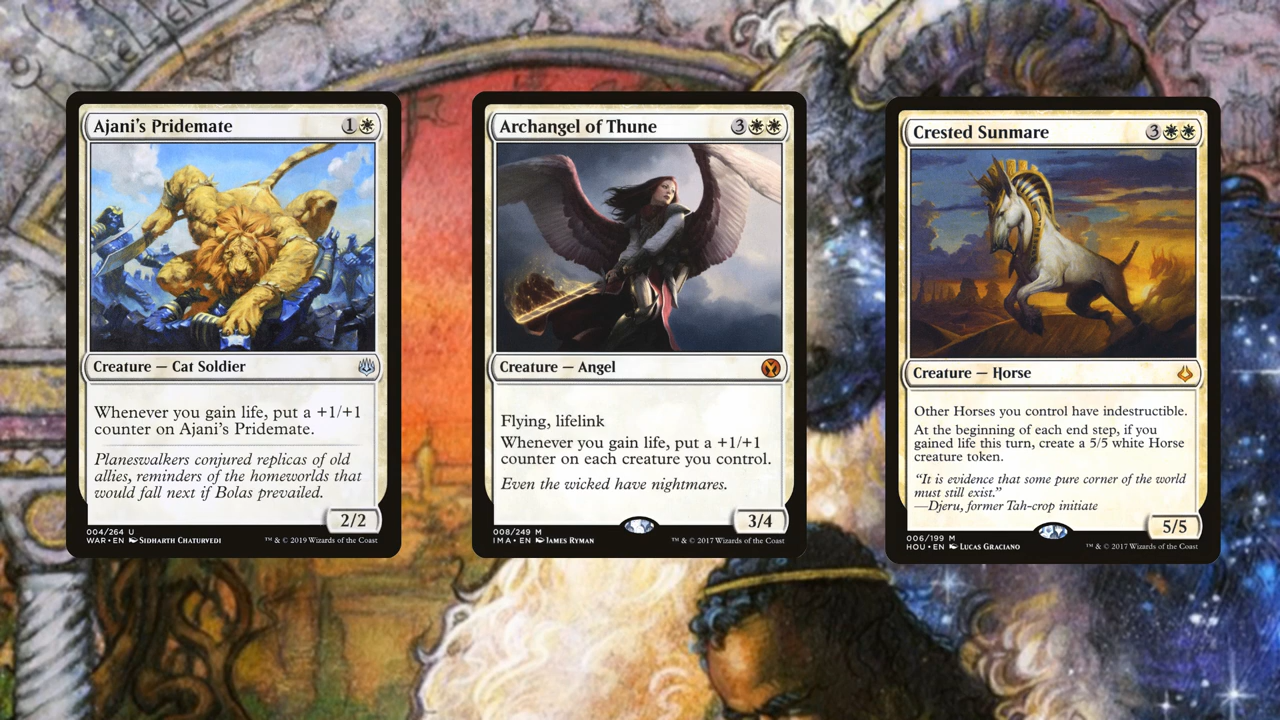 Ajani's Pridemate 1
Creature — Cat Soldier
Whenever you gain life, put a +1/+1
counter on Ajani's Pridemate.
Planeswalkers conjured replicas of old
allies, reminders of the homeworlds that
would fall next if Bolas prevailed.
2/2
004/264 U
WAR • EN Sidharth Chaturvedi ™ & © 2019 Wizards of the Coast
Archangel of Thune 3
Creature — Angel
Flying, lifelink
Whenever you gain life, put a +1/+1
counter on each creature you control.
Even the wicked have nightmares.
3/4
008/249 M
IMA • EN James Ryman ™ & © 2017 Wizards of the Coast
Crested Sunmare 3
Creature — Horse
Other Horses you control have indestructible.
At the beginning of each end step, if you
gained life this turn, create a 5/5 white Horse
creature token.
"It is evidence that some pure corner of the world
must still exist."
—Djeru, former Tah-crop initiate
5/5
006/199 M
HOU • EN Lucas Graciano ™ & © 2017 Wizards of the Coast